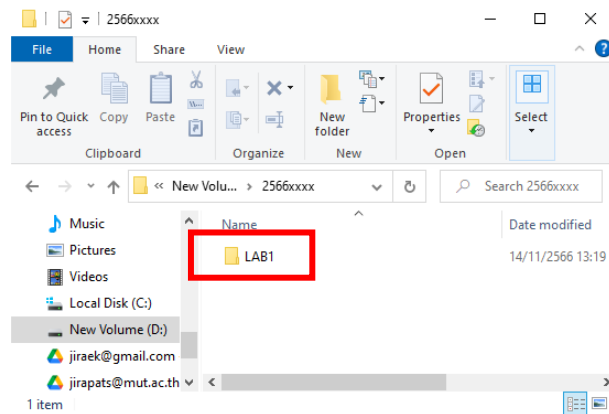 2566xxxx
File Home Share View
Pin to Quick access
Copy
Paste
New folder
Properties
Select
Clipboard Organize New Open
« New Volu... › 2566xxxx
Search 2566xxxx
Music
Pictures
Videos
Local Disk (C:)
New Volume (D:)
jiraek@gmail.com
jirapats@mut.ac.th
Name Date modified
LAB1 14/11/2566 13:19
1 item